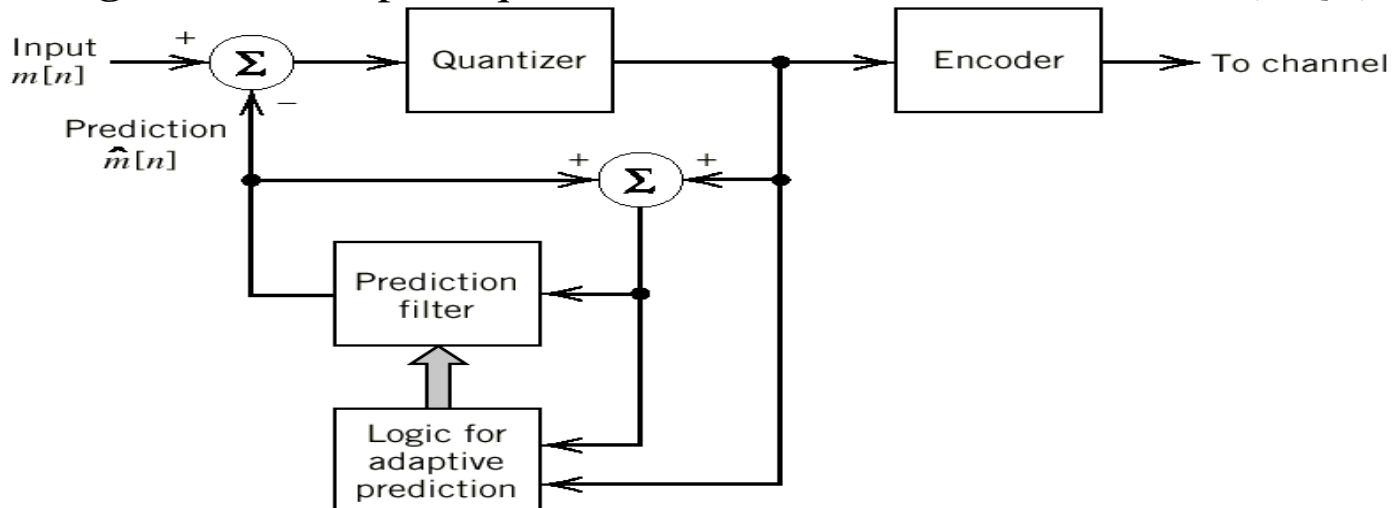 Input
m[n]
+
Σ
−
Quantizer
Encoder
To channel
Prediction
m̂[n]
+
Σ
+
Prediction
filter
Logic for
adaptive
prediction